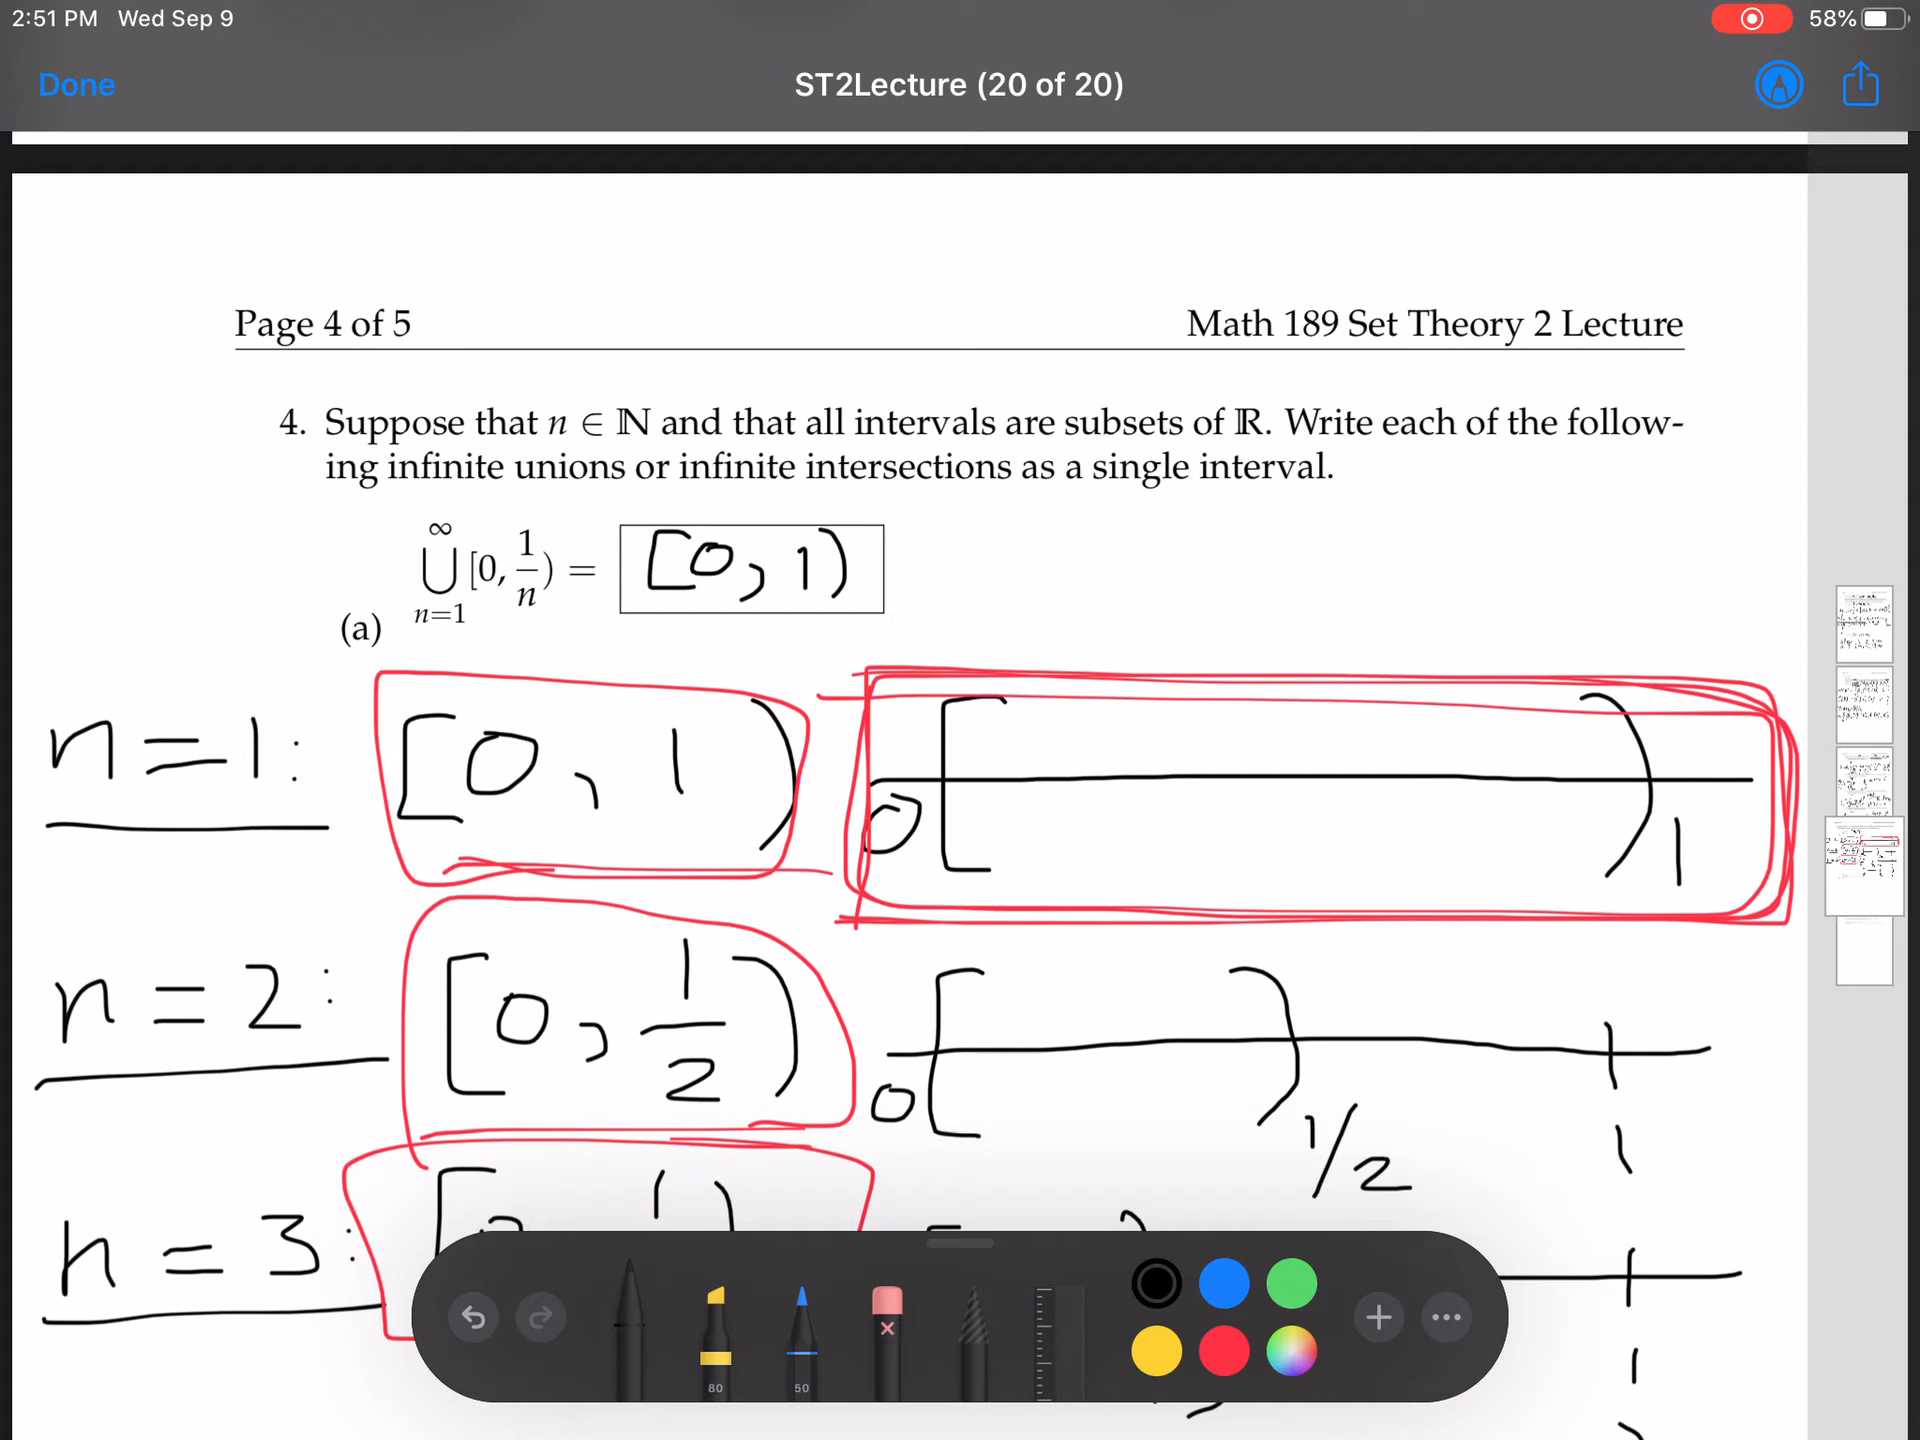 2:51 PM Wed Sep 9 58%
Done ST2Lecture (20 of 20)
Page 4 of 5 Math 189 Set Theory 2 Lecture
4. Suppose that n ∈ ℕ and that all intervals are subsets of ℝ. Write each of the follow-
ing infinite unions or infinite intersections as a single interval.
(a) ∞ ⋃ n=1 [0, 1/n) = [0, 1)
n=1: [0, 1) 0 [ ) 1
n=2: [0, 1/2) 0 [ ) 1/2 1
n=3:
80 50